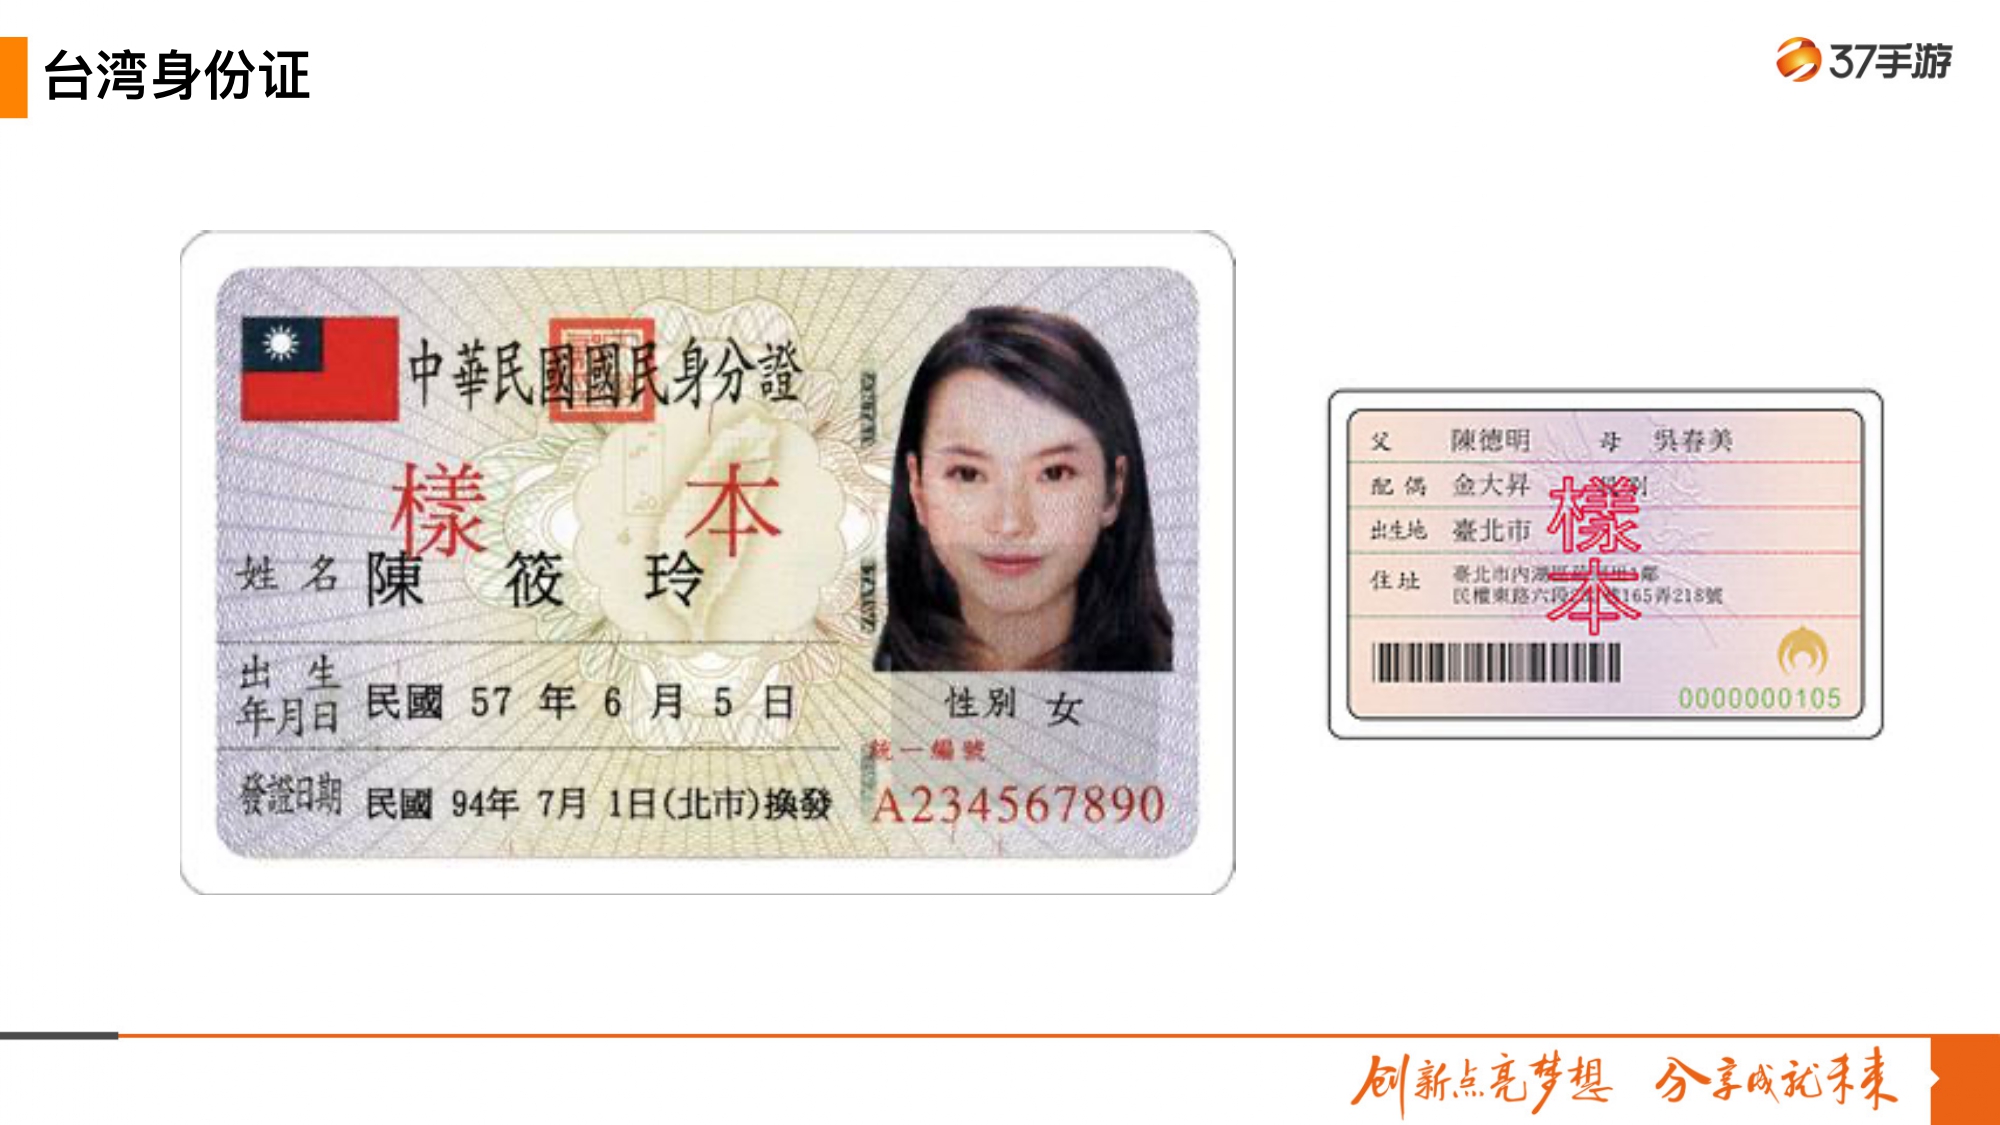 台湾身份证
37手游
中華民國國民身分證
樣 本
姓名 陳 筱 玲
出生年月日 民國 57 年 6 月 5 日
性別 女
統一編號
發證日期 民國 94年 7月 1日(北市)換發
A234567890
父 陳德明 母 吳春美
配偶 金大昇
出生地 臺北市
樣本
住址 臺北市內湖區 鄰
民權東路六段 165弄218號
0000000105
创新点亮梦想 分享成就未来